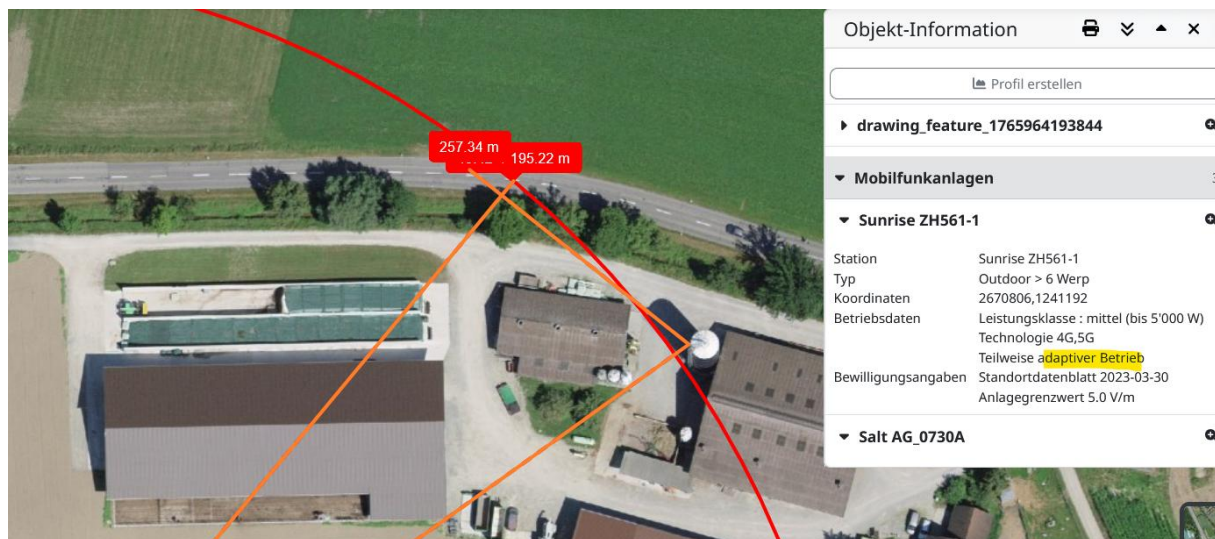 Objekt-Information
Profil erstellen
drawing_feature_1765964193844
Mobilfunkanlagen
Sunrise ZH561-1
Station Sunrise ZH561-1
Typ Outdoor > 6 Werp
Koordinaten 2670806,1241192
Betriebsdaten Leistungsklasse : mittel (bis 5'000 W)
Technologie 4G,5G
Teilweise adaptiver Betrieb
Bewilligungsangaben Standortdatenblatt 2023-03-30
Anlagegrenzwert 5.0 V/m
Salt AG_0730A
257.34 m
195.22 m